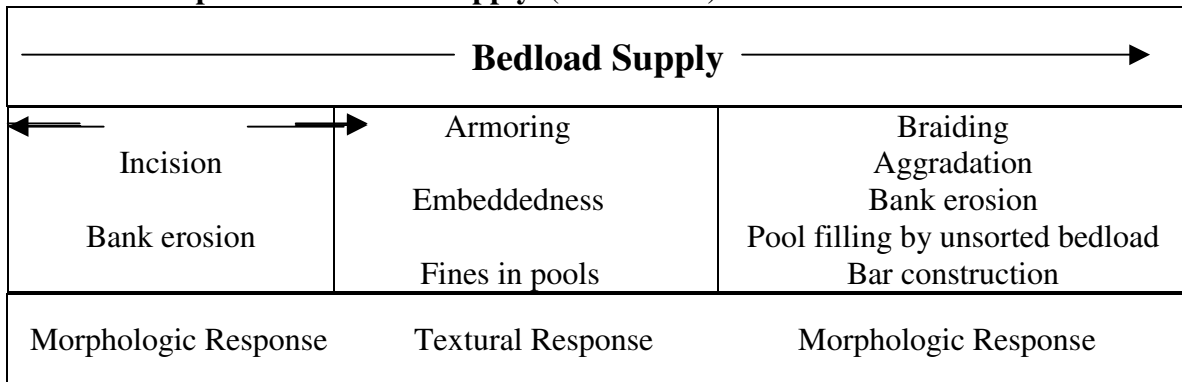 Bedload Supply
Incision
Bank erosion
Armoring
Embeddedness
Fines in pools
Braiding
Aggradation
Bank erosion
Pool filling by unsorted bedload
Bar construction
Morphologic Response
Textural Response
Morphologic Response